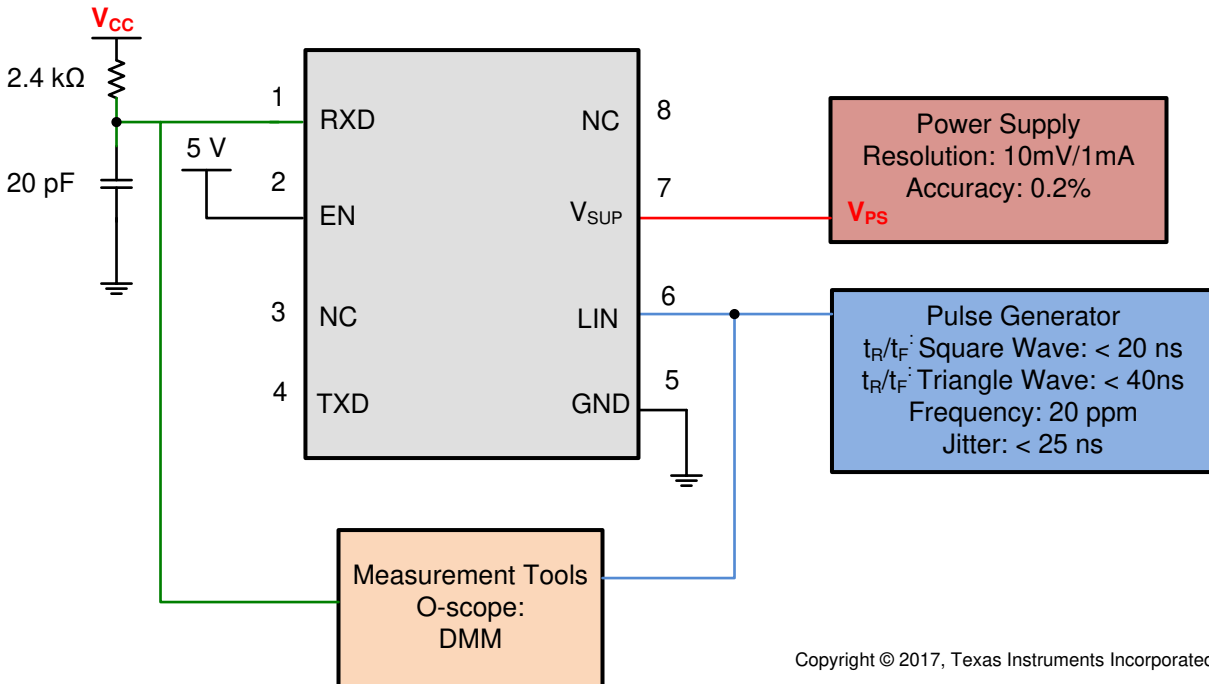 VCC
2.4 kΩ
20 pF
5 V
1
RXD
2
EN
3
NC
4
TXD
NC
8
VSUP
7
LIN
6
GND
5
Power Supply
Resolution: 10mV/1mA
Accuracy: 0.2%
VPS
Pulse Generator
tR/tF: Square Wave: < 20 ns
tR/tF: Triangle Wave: < 40ns
Frequency: 20 ppm
Jitter: < 25 ns
Measurement Tools
O-scope:
DMM
Copyright © 2017, Texas Instruments Incorporated